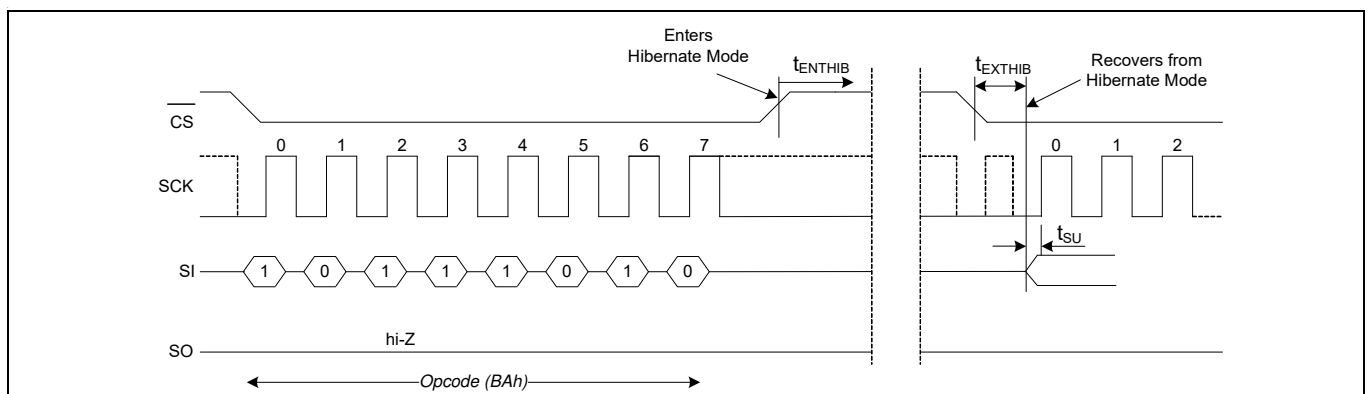 Enters
Hibernate Mode
tENTHIB
tEXTHIB
Recovers from
Hibernate Mode
CS
0 1 2 3 4 5 6 7 0 1 2
SCK
tSU
SI 1 0 1 1 1 0 1 0
hi-Z
SO
Opcode (BAh)